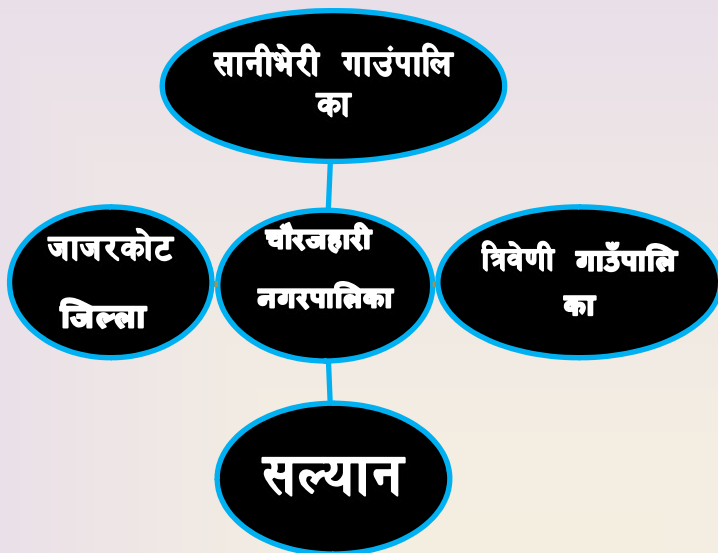 सानीभेरी गाउंपालि
का
जाजरकोट
जिल्ला
चौरजहारी
नगरपालिका
त्रिवेणी गाउँपालि
का
सल्यान